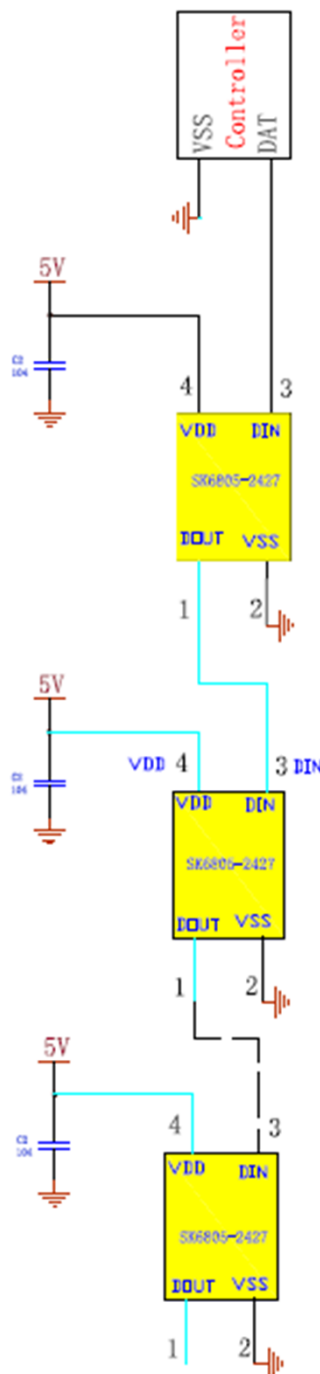 Controller
VSS
DAT
5V
C2
104
4
3
VDD
DIN
SK6805-2427
DOUT
VSS
1
2
5V
C1
104
VDD
4
3
DIN
VDD
DIN
SK6805-2427
DOUT
VSS
1
2
5V
C2
104
4
3
VDD
DIN
SK6805-2427
DOUT
VSS
1
2